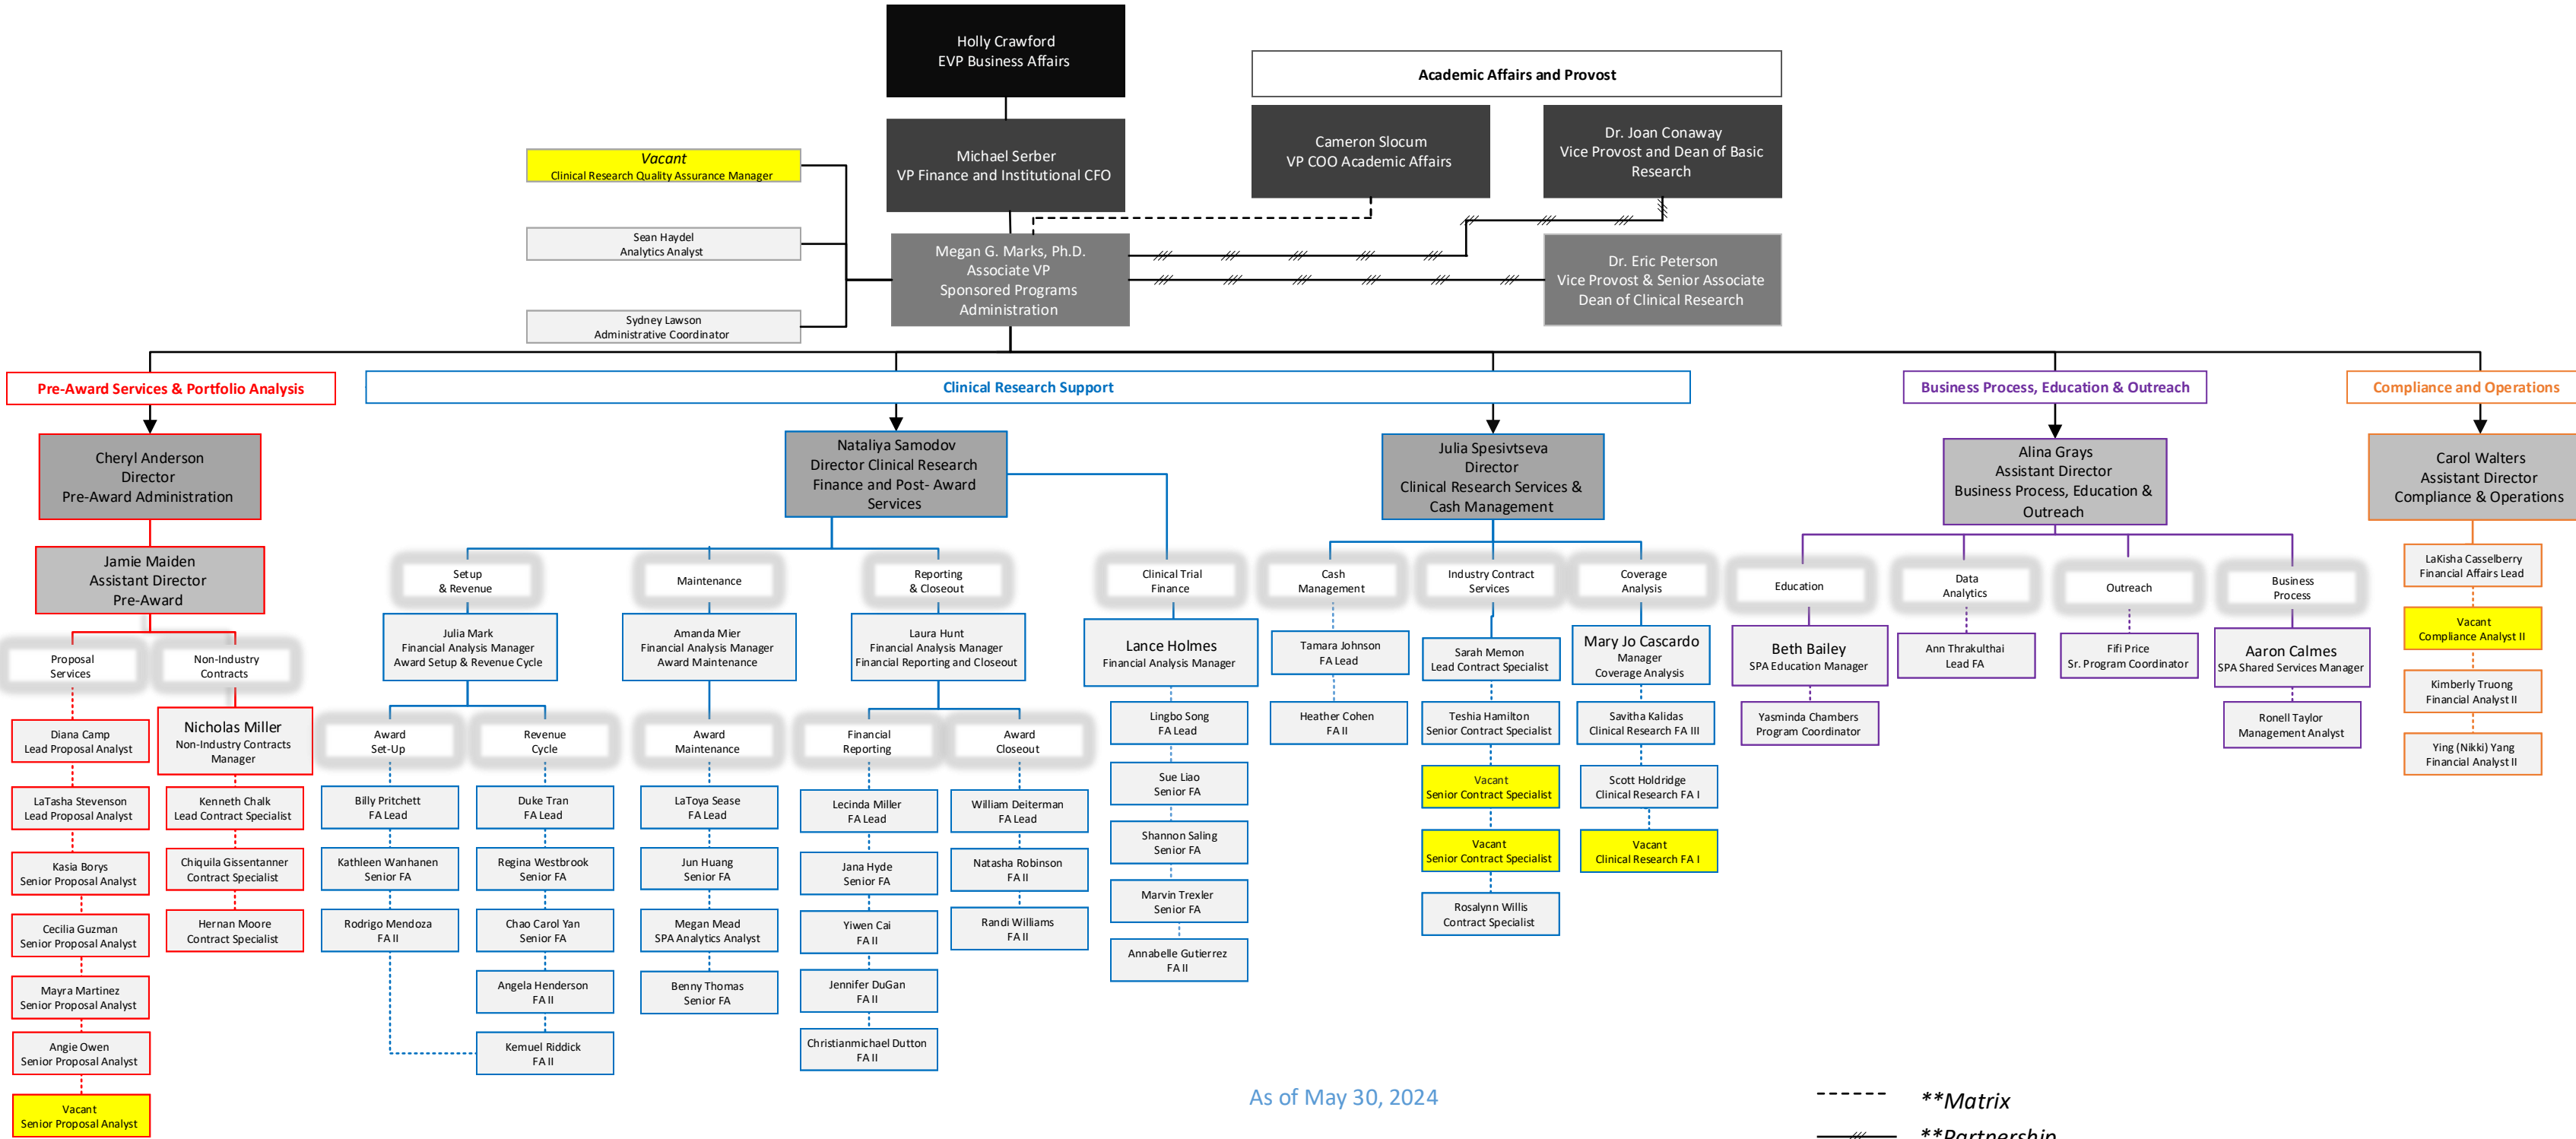 Holly Crawford
EVP Business Affairs
Academic Affairs and Provost
Michael Serber
VP Finance and Institutional CFO
Cameron Slocum
VP COO Academic Affairs
Dr. Joan Conaway
Vice Provost and Dean of Basic
Research
Vacant
Clinical Research Quality Assurance Manager
Sean Haydel
Analytics Analyst
Sydney Lawson
Administrative Coordinator
Megan G. Marks, Ph.D.
Associate VP
Sponsored Programs
Administration
Dr. Eric Peterson
Vice Provost & Senior Associate
Dean of Clinical Research
Pre-Award Services & Portfolio Analysis
Clinical Research Support
Business Process, Education & Outreach
Compliance and Operations
Cheryl Anderson
Director
Pre-Award Administration
Jamie Maiden
Assistant Director
Pre-Award
Proposal
Services
Diana Camp
Lead Proposal Analyst
LaTasha Stevenson
Lead Proposal Analyst
Kasia Borys
Senior Proposal Analyst
Cecilia Guzman
Senior Proposal Analyst
Mayra Martinez
Senior Proposal Analyst
Angie Owen
Senior Proposal Analyst
Vacant
Senior Proposal Analyst
Non-Industry
Contracts
Nicholas Miller
Non-Industry Contracts
Manager
Kenneth Chalk
Lead Contract Specialist
Chiquila Gissentanner
Contract Specialist
Hernan Moore
Contract Specialist
Nataliya Samodov
Director Clinical Research
Finance and Post- Award
Services
Setup
& Revenue
Julia Mark
Financial Analysis Manager
Award Setup & Revenue Cycle
Award
Set-Up
Billy Pritchett
FA Lead
Kathleen Wanhanen
Senior FA
Rodrigo Mendoza
FA II
Revenue
Cycle
Duke Tran
FA Lead
Regina Westbrook
Senior FA
Chao Carol Yan
Senior FA
Angela Henderson
FA II
Kemuel Riddick
FA II
Maintenance
Amanda Mier
Financial Analysis Manager
Award Maintenance
Award
Maintenance
LaToya Sease
FA Lead
Jun Huang
Senior FA
Megan Mead
SPA Analytics Analyst
Benny Thomas
Senior FA
Reporting
& Closeout
Laura Hunt
Financial Analysis Manager
Financial Reporting and Closeout
Financial
Reporting
Lecinda Miller
FA Lead
Jana Hyde
Senior FA
Yiwen Cai
FA II
Jennifer DuGan
FA II
Christianmichael Dutton
FA II
Award
Closeout
William Deiterman
FA Lead
Natasha Robinson
FA II
Randi Williams
FA II
Clinical Trial
Finance
Lance Holmes
Financial Analysis Manager
Lingbo Song
FA Lead
Sue Liao
Senior FA
Shannon Saling
Senior FA
Marvin Trexler
Senior FA
Annabelle Gutierrez
FA II
Julia Spesivtseva
Director
Clinical Research Services &
Cash Management
Cash
Management
Tamara Johnson
FA Lead
Heather Cohen
FA II
Industry Contract
Services
Sarah Memon
Lead Contract Specialist
Teshia Hamilton
Senior Contract Specialist
Vacant
Senior Contract Specialist
Vacant
Senior Contract Specialist
Rosalynn Willis
Contract Specialist
Coverage
Analysis
Mary Jo Cascardo
Manager
Coverage Analysis
Savitha Kalidas
Clinical Research FA III
Scott Holdridge
Clinical Research FA I
Vacant
Clinical Research FA I
Alina Grays
Assistant Director
Business Process, Education &
Outreach
Education
Beth Bailey
SPA Education Manager
Yasminda Chambers
Program Coordinator
Data
Analytics
Ann Thrakulthai
Lead FA
Outreach
Fifi Price
Sr. Program Coordinator
Business
Process
Aaron Calmes
SPA Shared Services Manager
Ronell Taylor
Management Analyst
Carol Walters
Assistant Director
Compliance & Operations
LaKisha Casselberry
Financial Affairs Lead
Vacant
Compliance Analyst II
Kimberly Truong
Financial Analyst II
Ying (Nikki) Yang
Financial Analyst II
As of May 30, 2024
**Matrix
**Partnership